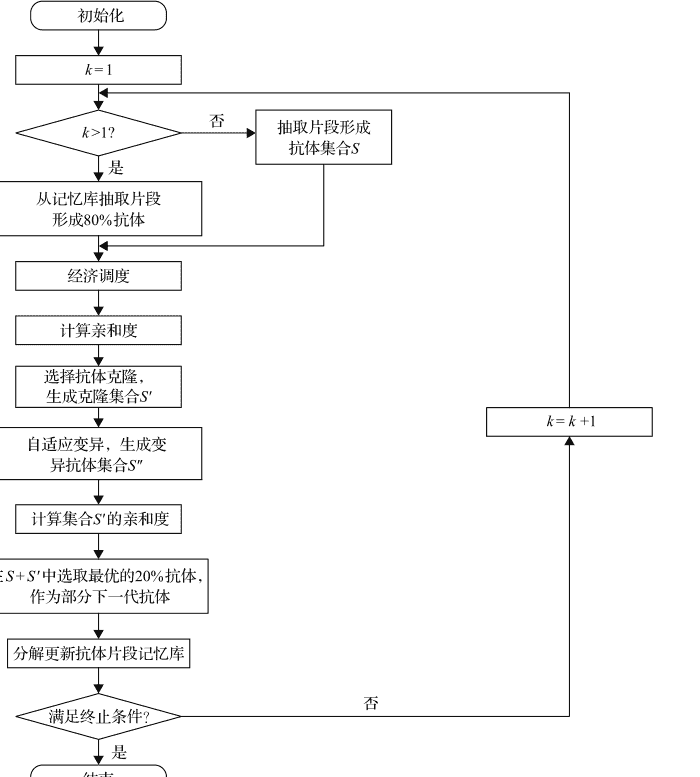 初始化
k=1
k>1?
否
抽取片段形成
抗体集合S
是
从记忆库抽取片段
形成80%抗体
经济调度
计算亲和度
选择抗体克隆，
生成克隆集合S′
k=k+1
自适应变异，生成变
异抗体集合S″
计算集合S′的亲和度
S+S′中选取最优的20%抗体，
作为部分下一代抗体
分解更新抗体片段记忆库
满足终止条件?
否
是